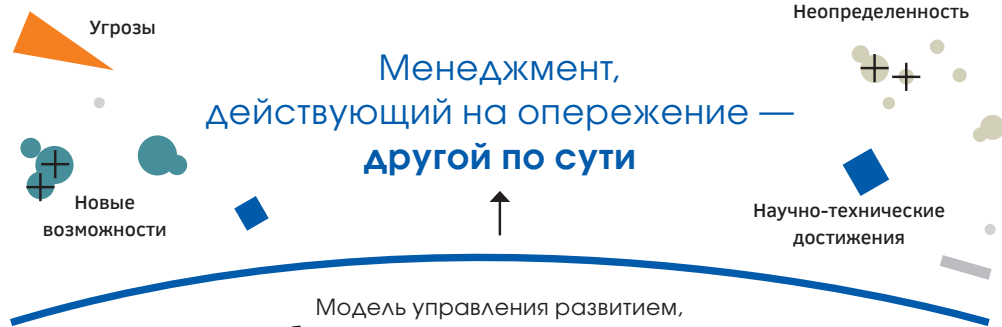 Угрозы
Неопределенность
Менеджмент,
действующий на опережение —
другой по сути
Новые
возможности
Научно-технические
достижения
Модель управления развитием,